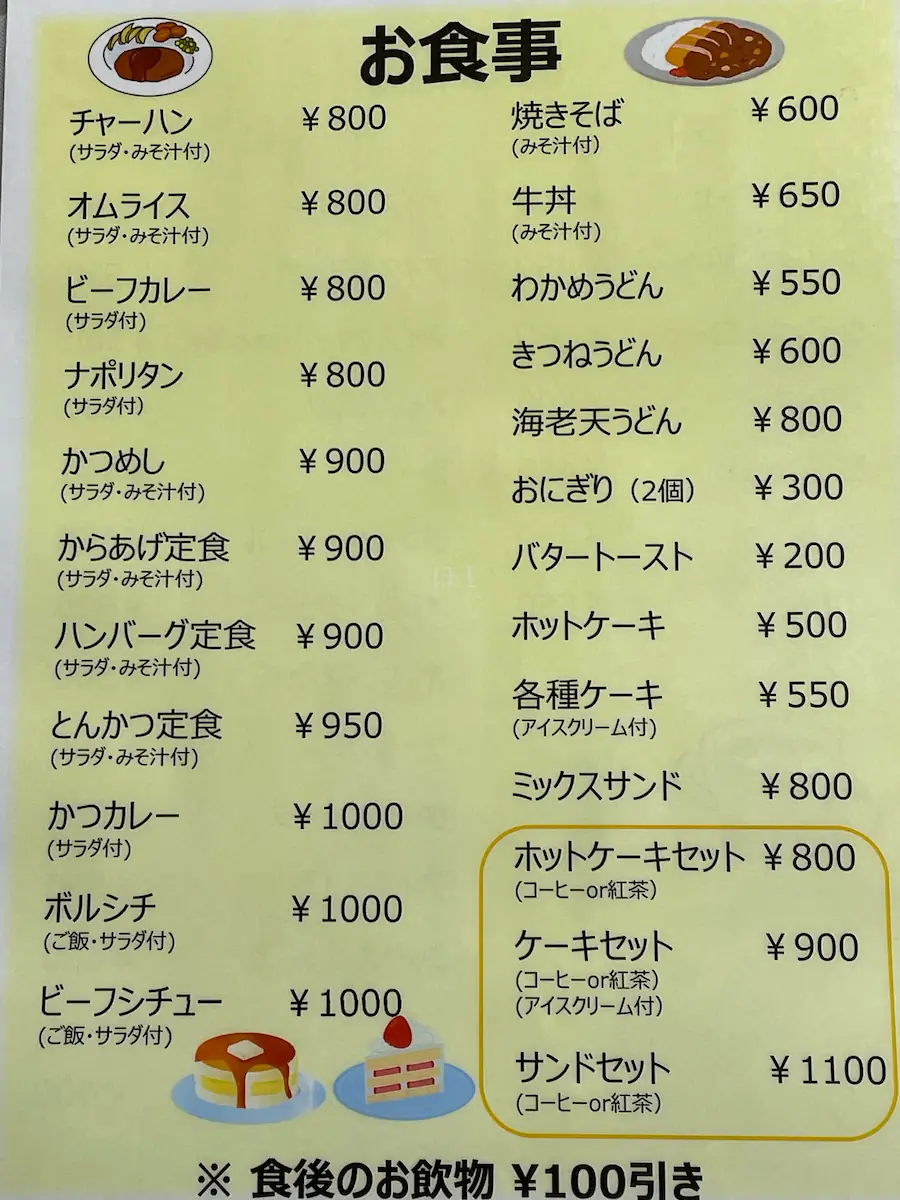 お食事
チャーハン ¥800
(サラダ・みそ汁付)
オムライス ¥800
(サラダ・みそ汁付)
ビーフカレー ¥800
(サラダ付)
ナポリタン ¥800
(サラダ付)
かつめし ¥900
(サラダ・みそ汁付)
からあげ定食 ¥900
(サラダ・みそ汁付)
ハンバーグ定食 ¥900
(サラダ・みそ汁付)
とんかつ定食 ¥950
(サラダ・みそ汁付)
かつカレー ¥1000
(サラダ付)
ボルシチ ¥1000
(ご飯・サラダ付)
ビーフシチュー ¥1000
(ご飯・サラダ付)
焼きそば ¥600
(みそ汁付)
牛丼 ¥650
(みそ汁付)
わかめうどん ¥550
きつねうどん ¥600
海老天うどん ¥800
おにぎり（2個） ¥300
バタートースト ¥200
ホットケーキ ¥500
各種ケーキ ¥550
(アイスクリーム付)
ミックスサンド ¥800
ホットケーキセット ¥800
(コーヒーor紅茶)
ケーキセット ¥900
(コーヒーor紅茶)
(アイスクリーム付)
サンドセット ¥1100
(コーヒーor紅茶)
※ 食後のお飲物 ¥100引き